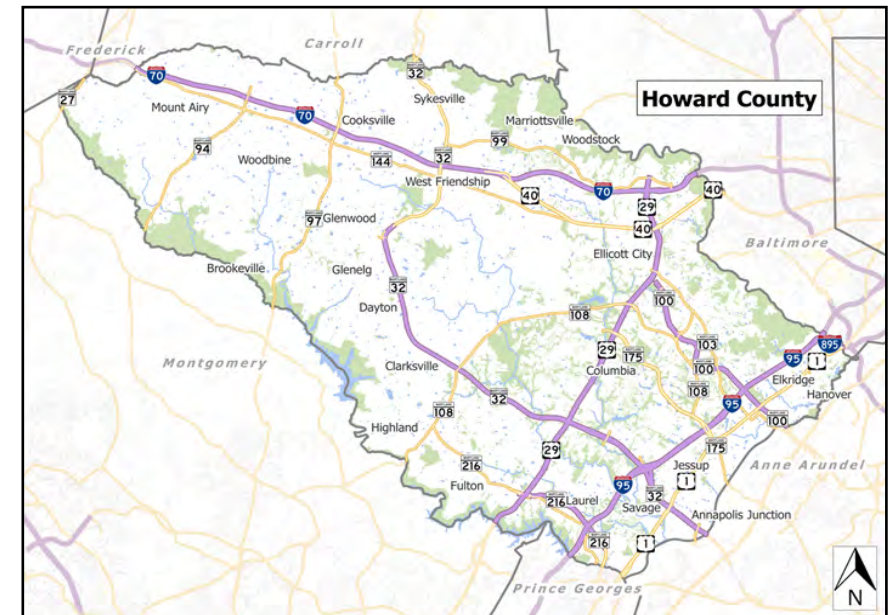 Frederick
Carroll
70
32
27
Mount Airy
Sykesville
Howard County
70
Cooksville
Marriottsville
94
99
Woodstock
Woodbine
144
32
West Friendship
70
40
40
29
97
Glenwood
40
Baltimore
Ellicott City
Brookeville
Glenelg
32
100
Dayton
108
103
895
Montgomery
29
175
95
1
Clarksville
Columbia
100
Elkridge
32
108
Hanover
108
95
100
Highland
29
175
216
Jessup
Anne Arundel
Fulton
95
1
216
Laurel
32
Savage
Annapolis Junction
216
1
Prince Georges
N